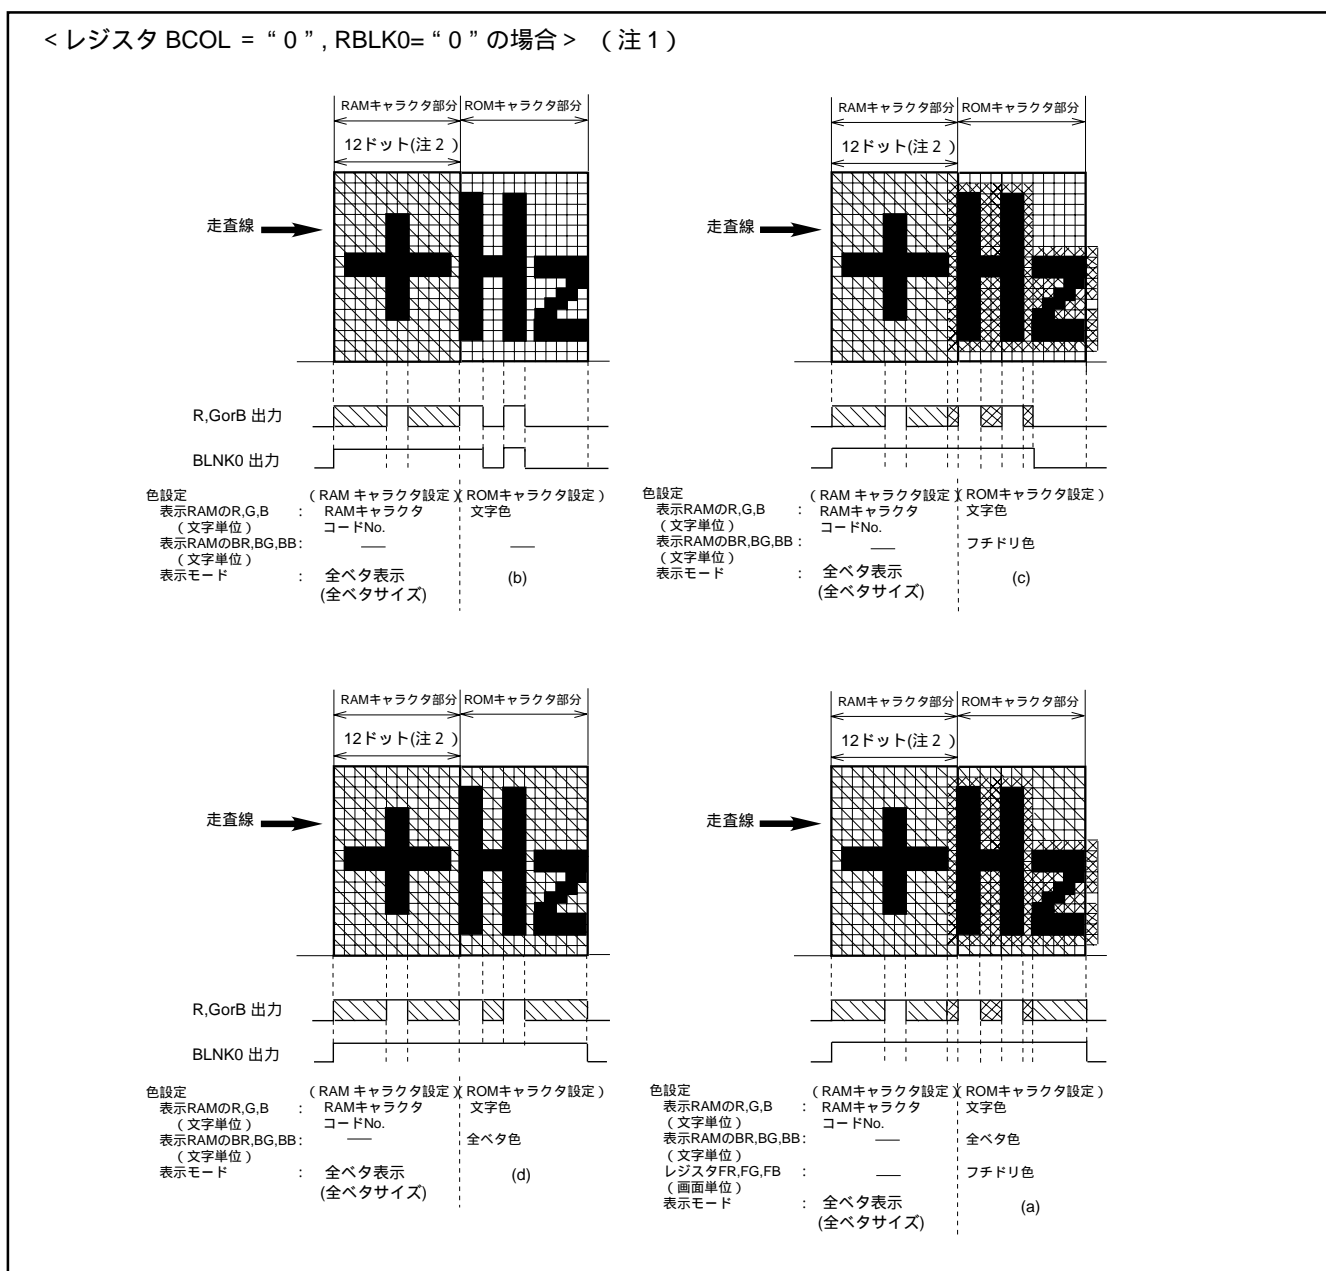 <レジスタ BCOL = “0”, RBLK0= “0”の場合> (注1)
RAMキャラクタ部分 ROMキャラクタ部分
12ドット(注2)
走査線
R,GorB 出力
BLNK0 出力
色設定 (RAM キャラクタ設定)(ROMキャラクタ設定)
表示RAMのR,G,B : RAMキャラクタ 文字色
(文字単位) コードNo.
表示RAMのBR,BG,BB: — —
(文字単位)
表示モード : 全ベタ表示 (b)
(全ベタサイズ)
RAMキャラクタ部分 ROMキャラクタ部分
12ドット(注2)
走査線
色設定 (RAM キャラクタ設定)(ROMキャラクタ設定)
表示RAMのR,G,B : RAMキャラクタ 文字色
(文字単位) コードNo.
表示RAMのBR,BG,BB: — フチドリ色
(文字単位)
表示モード : 全ベタ表示 (c)
(全ベタサイズ)
RAMキャラクタ部分 ROMキャラクタ部分
12ドット(注2)
走査線
R,GorB 出力
BLNK0 出力
色設定 (RAM キャラクタ設定)(ROMキャラクタ設定)
表示RAMのR,G,B : RAMキャラクタ 文字色
(文字単位) コードNo.
表示RAMのBR,BG,BB: — 全ベタ色
(文字単位)
表示モード : 全ベタ表示 (d)
(全ベタサイズ)
RAMキャラクタ部分 ROMキャラクタ部分
12ドット(注2)
走査線
色設定 (RAMキャラクタ設定)(ROMキャラクタ設定)
表示RAMのR,G,B : RAMキャラクタ 文字色
(文字単位) コードNo.
表示RAMのBR,BG,BB: — 全ベタ色
(文字単位)
レジスタFR,FG,FB : — フチドリ色
(画面単位)
表示モード : 全ベタ表示 (a)
(全ベタサイズ)